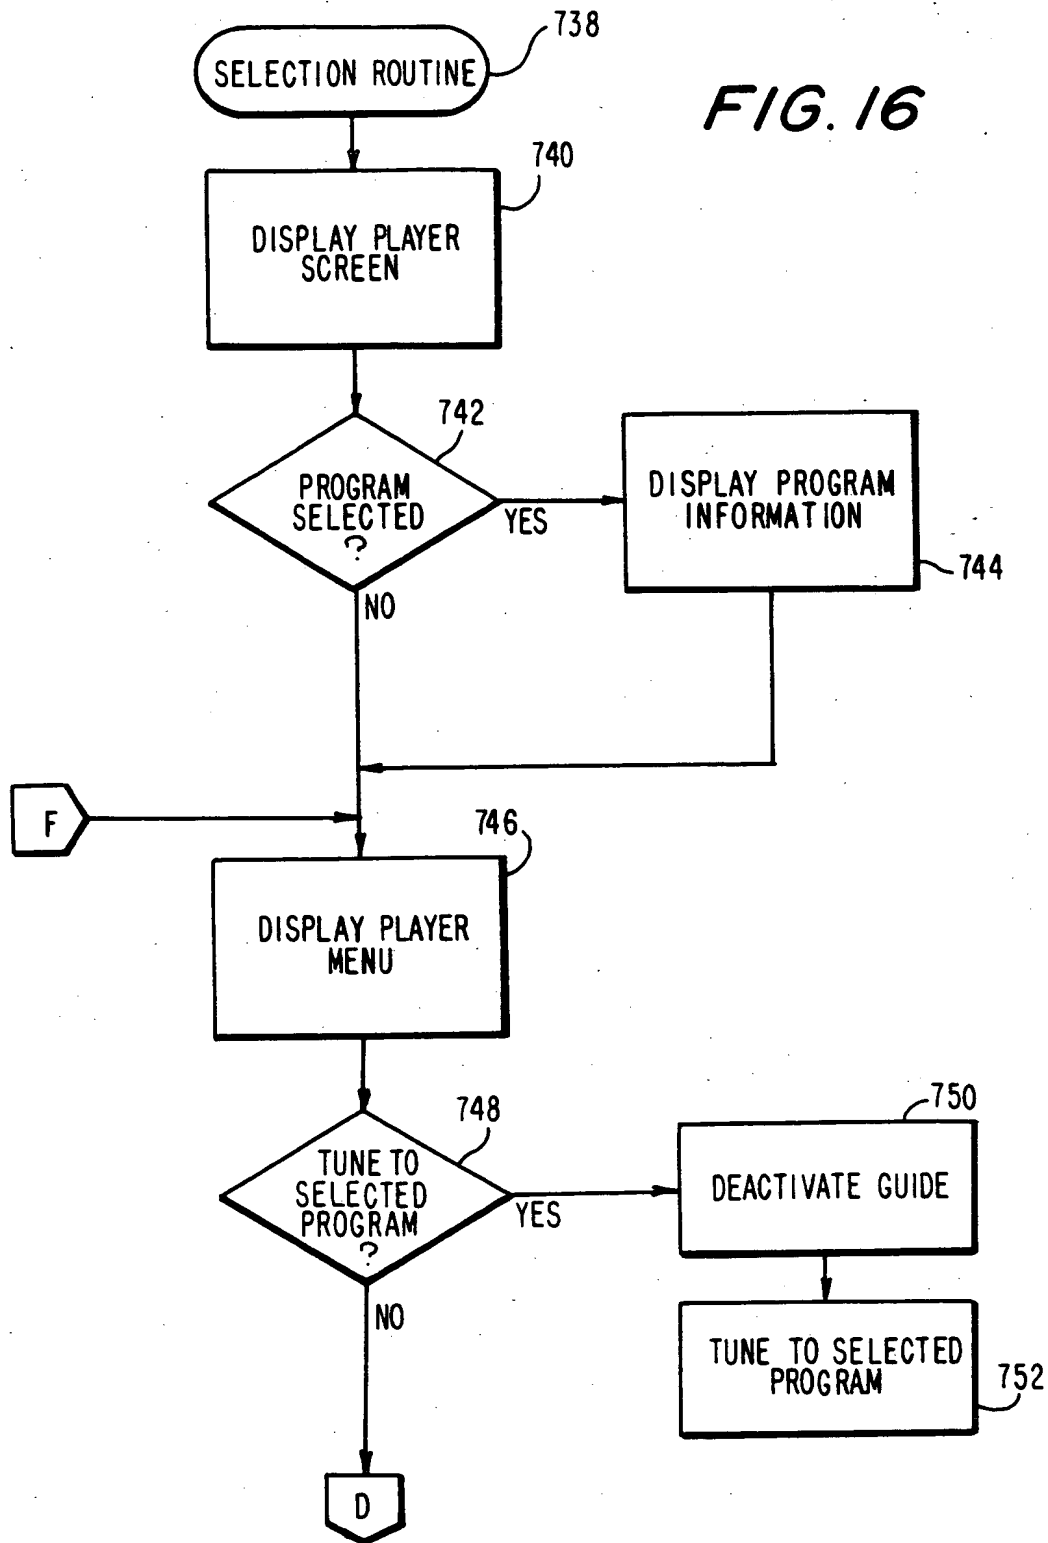 738
SELECTION ROUTINE
FIG. 16
740
DISPLAY PLAYER
SCREEN
742
PROGRAM
SELECTED
?
YES
NO
DISPLAY PROGRAM
INFORMATION
744
F
746
DISPLAY PLAYER
MENU
748
TUNE TO
SELECTED
PROGRAM
?
YES
NO
750
DEACTIVATE GUIDE
TUNE TO SELECTED
PROGRAM
752
D